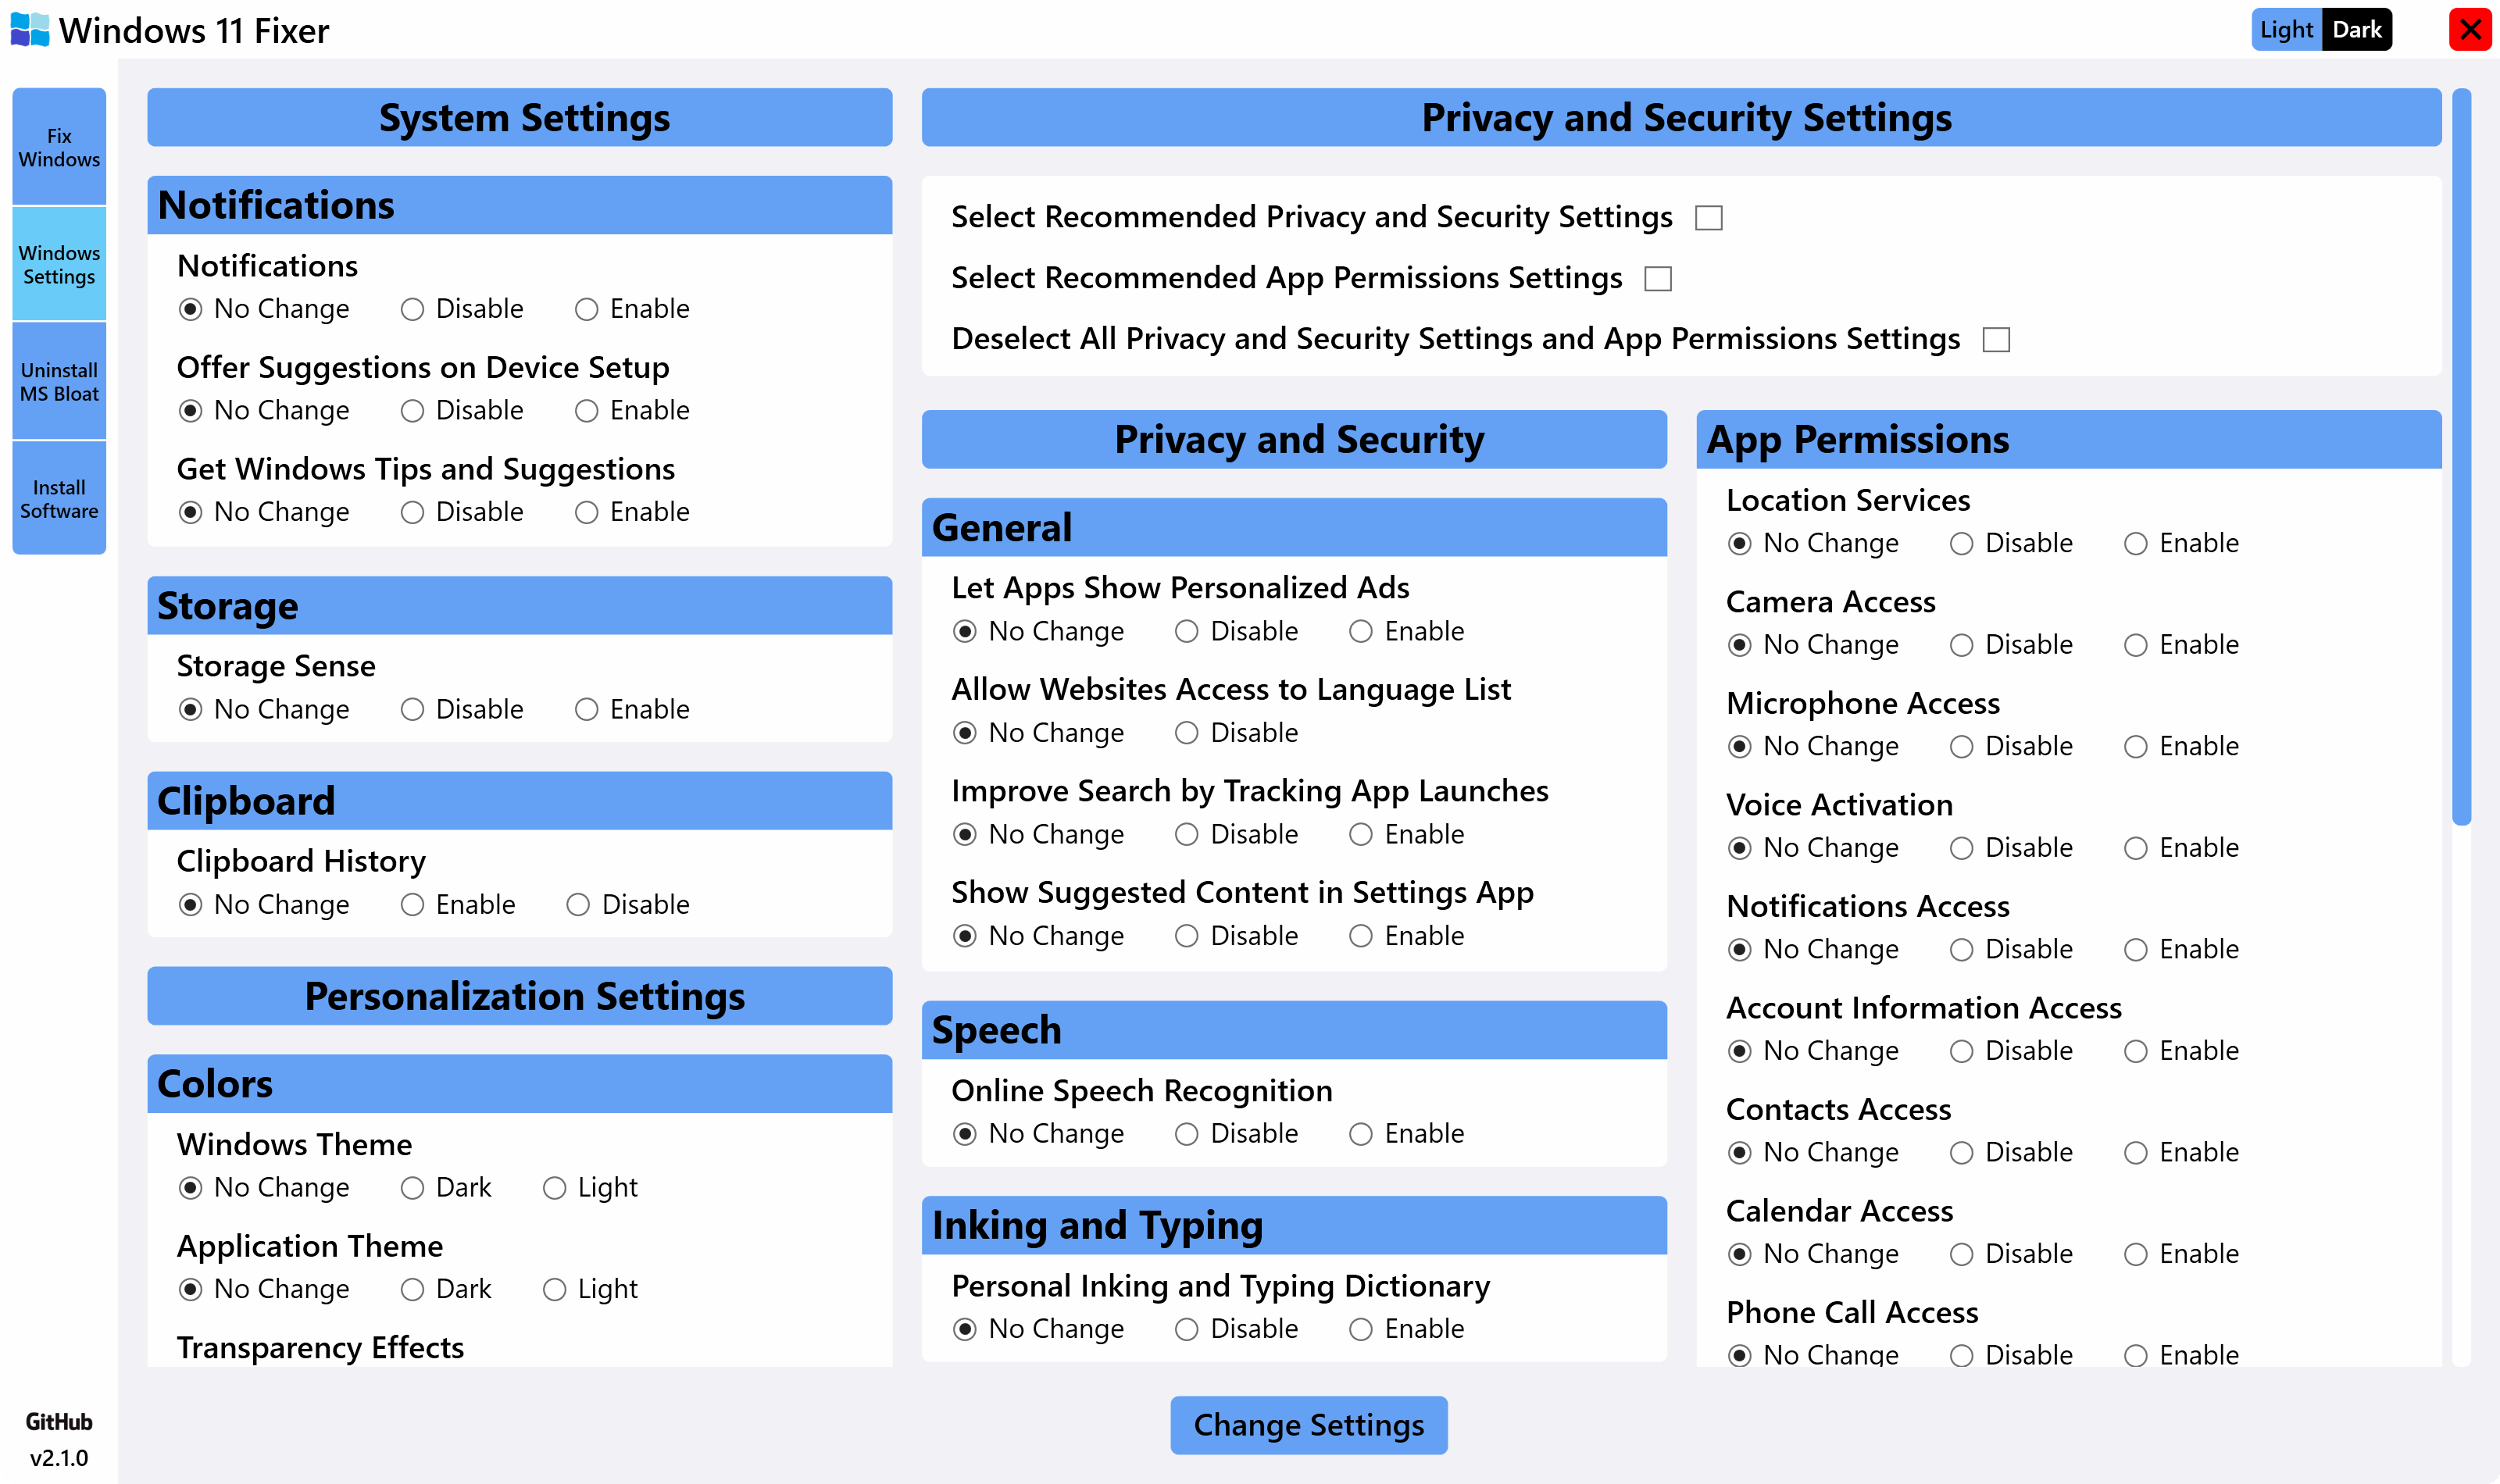 Windows 11 Fixer
Light Dark
Fix
Windows
Windows
Settings
Uninstall
MS Bloat
Install
Software
GitHub
v2.1.0
System Settings
Notifications
Notifications
No Change Disable Enable
Offer Suggestions on Device Setup
No Change Disable Enable
Get Windows Tips and Suggestions
No Change Disable Enable
Storage
Storage Sense
No Change Disable Enable
Clipboard
Clipboard History
No Change Enable Disable
Personalization Settings
Colors
Windows Theme
No Change Dark Light
Application Theme
No Change Dark Light
Transparency Effects
Privacy and Security Settings
Select Recommended Privacy and Security Settings
Select Recommended App Permissions Settings
Deselect All Privacy and Security Settings and App Permissions Settings
Privacy and Security
General
Let Apps Show Personalized Ads
No Change Disable Enable
Allow Websites Access to Language List
No Change Disable
Improve Search by Tracking App Launches
No Change Disable Enable
Show Suggested Content in Settings App
No Change Disable Enable
Speech
Online Speech Recognition
No Change Disable Enable
Inking and Typing
Personal Inking and Typing Dictionary
No Change Disable Enable
App Permissions
Location Services
No Change Disable Enable
Camera Access
No Change Disable Enable
Microphone Access
No Change Disable Enable
Voice Activation
No Change Disable Enable
Notifications Access
No Change Disable Enable
Account Information Access
No Change Disable Enable
Contacts Access
No Change Disable Enable
Calendar Access
No Change Disable Enable
Phone Call Access
No Change Disable Enable
Change Settings